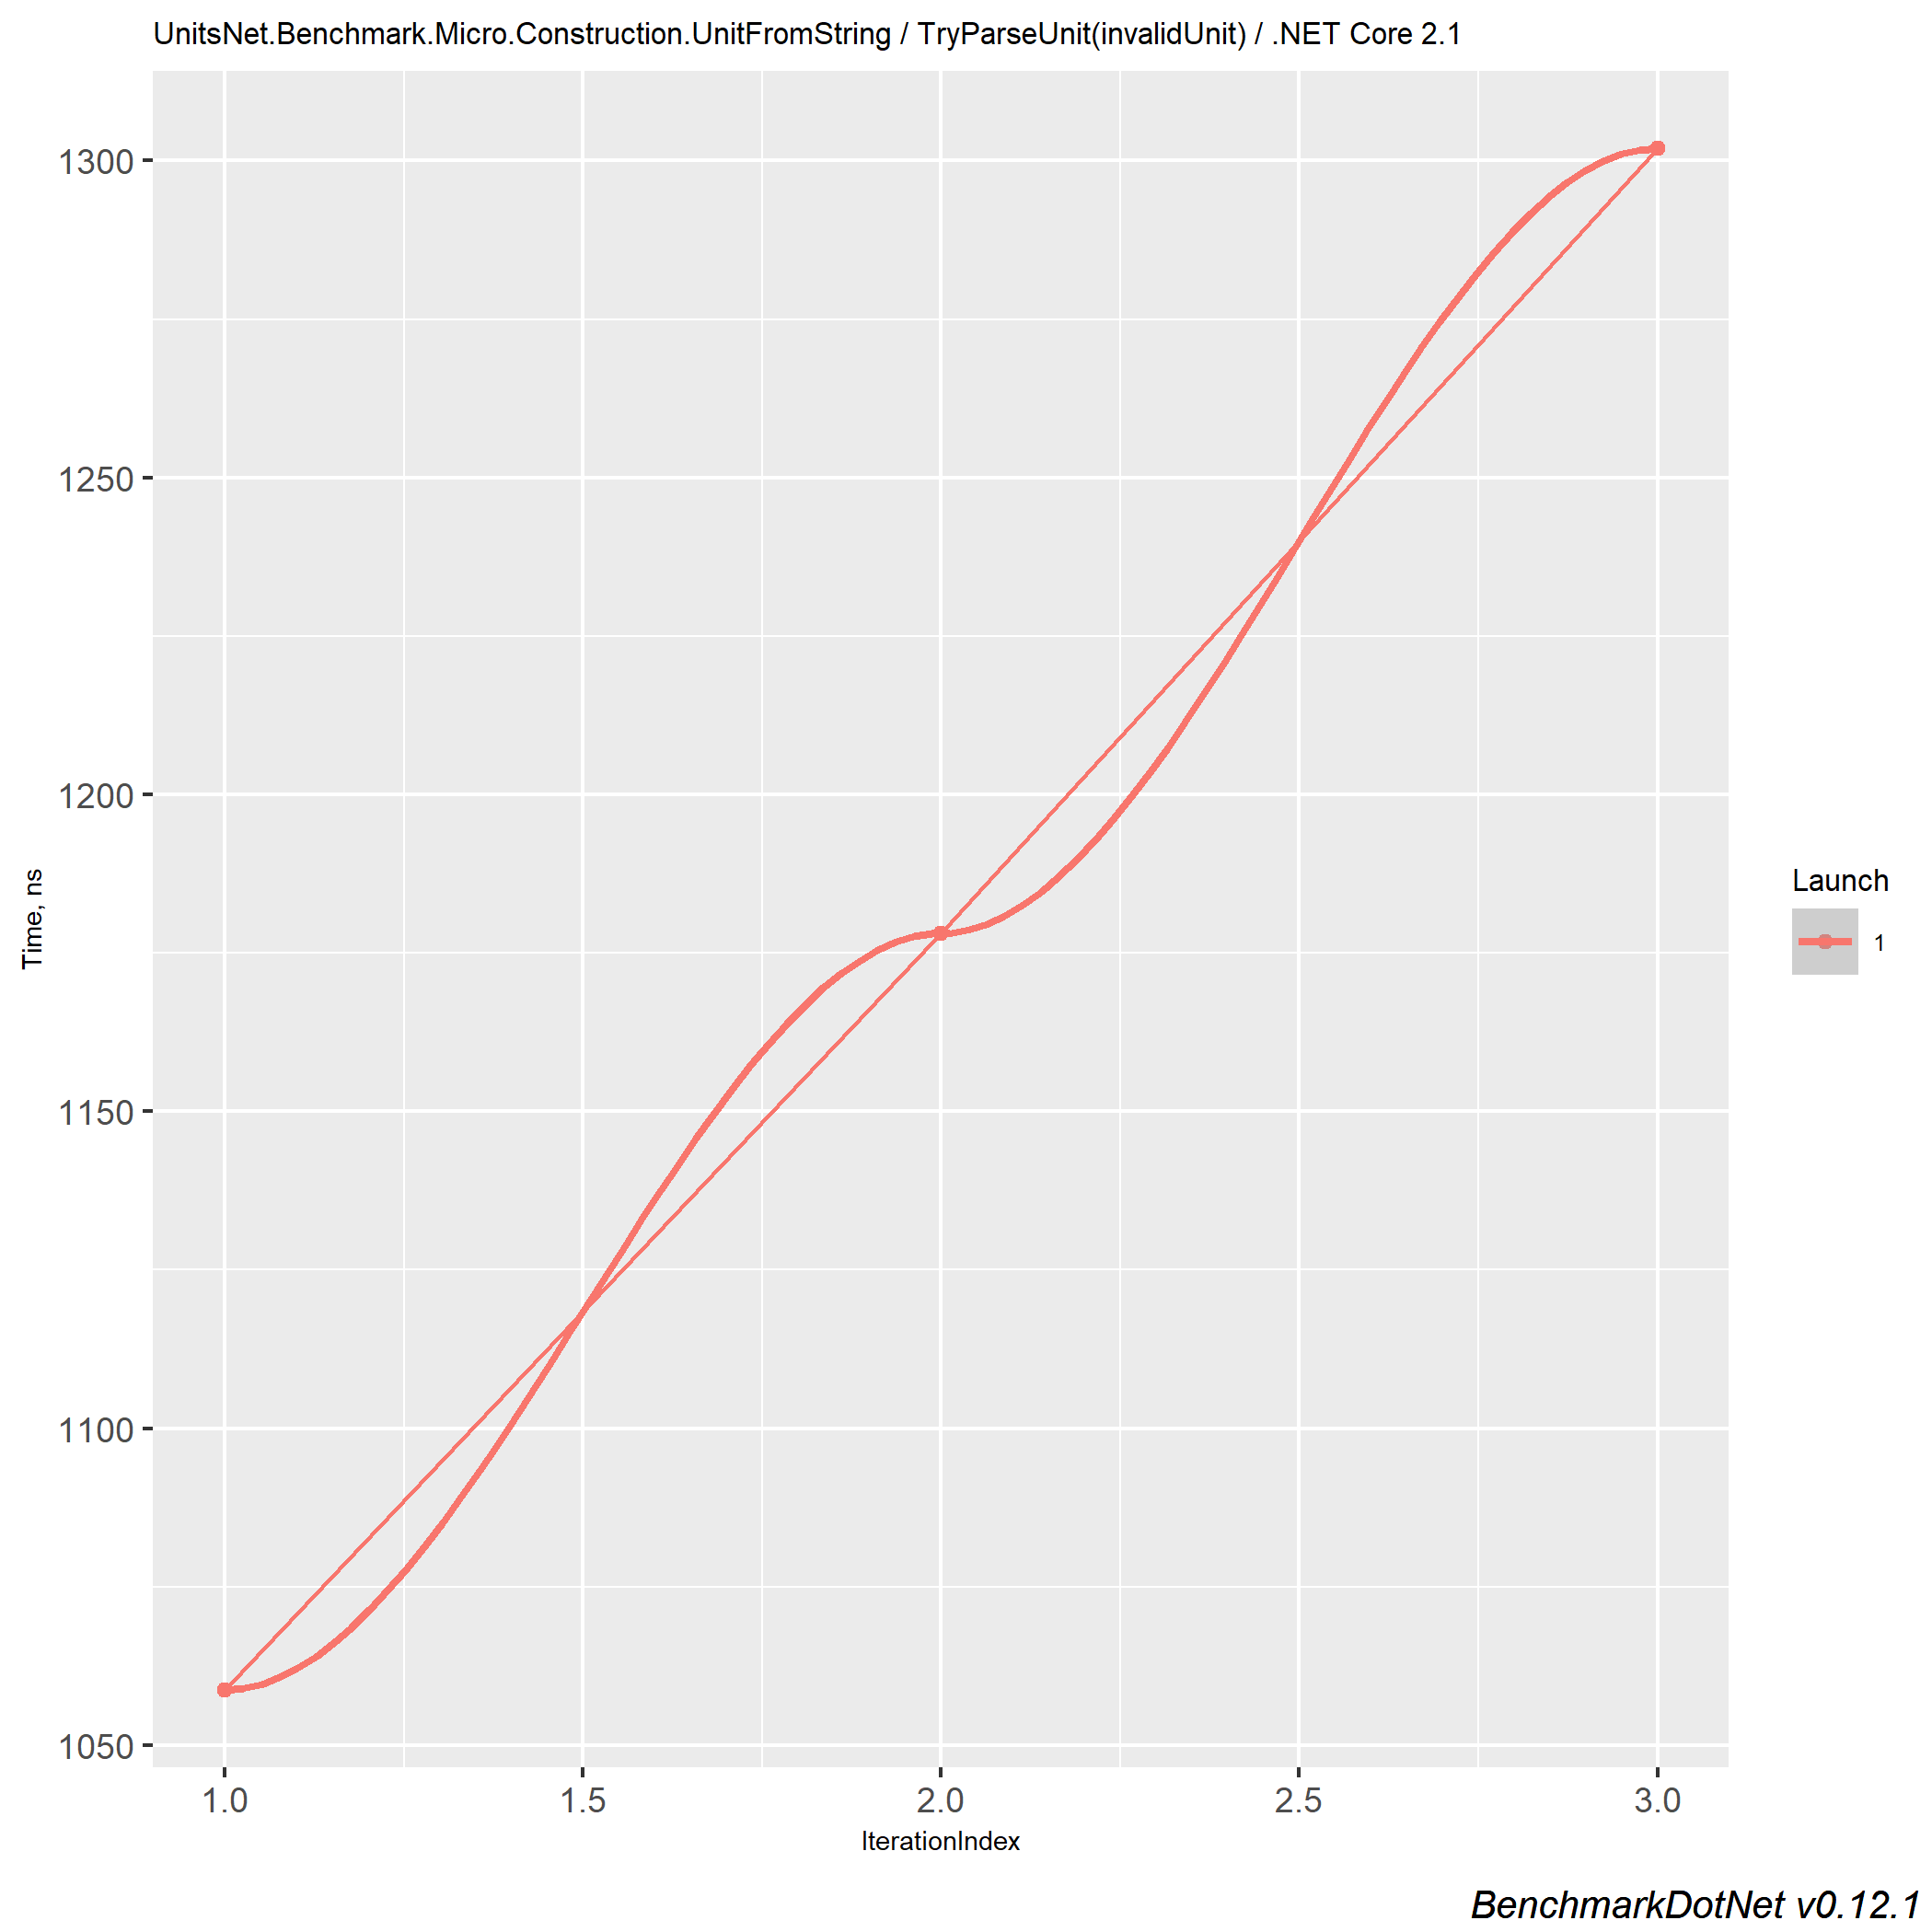 UnitsNet.Benchmark.Micro.Construction.UnitFromString / TryParseUnit(invalidUnit) / .NET Core 2.1
1300
1250
1200
1150
1100
1050
Time, ns
1.0 1.5 2.0 2.5 3.0
IterationIndex
Launch
1
BenchmarkDotNet v0.12.1